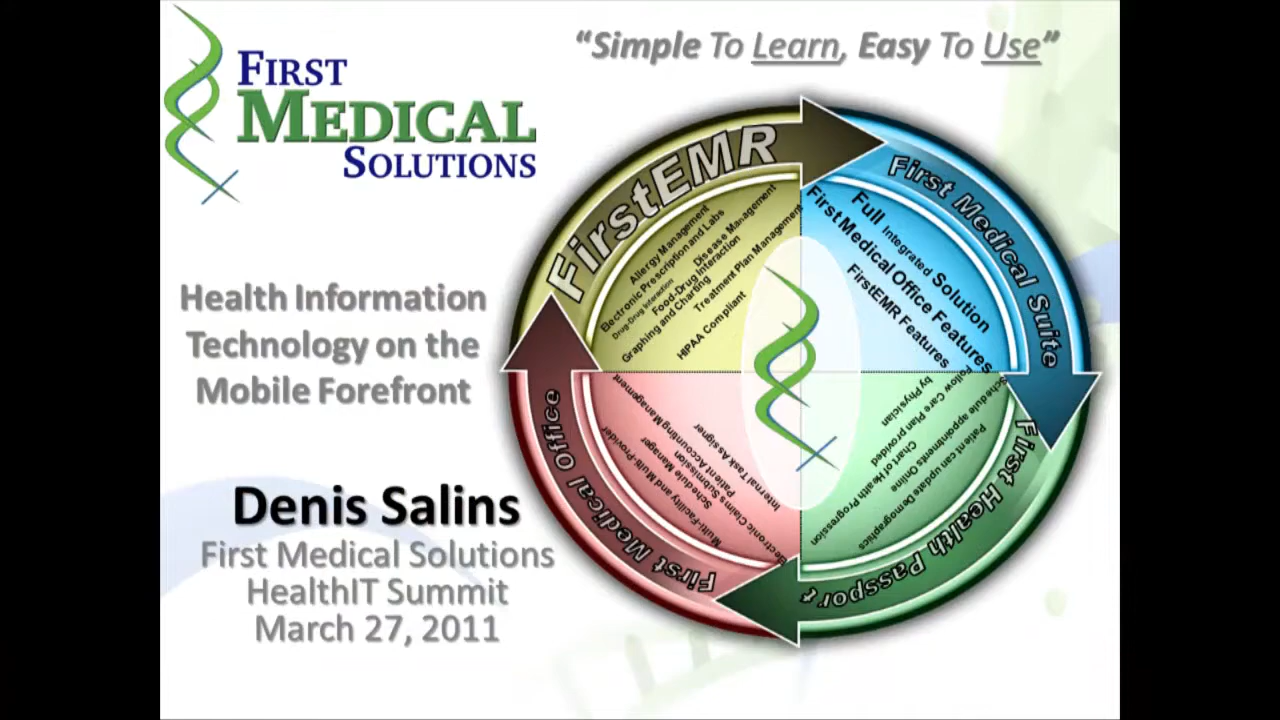 FIRST
MEDICAL
SOLUTIONS
“Simple To Learn, Easy To Use”
Health Information
Technology on the
Mobile Forefront
Denis Salins
First Medical Solutions
HealthIT Summit
March 27, 2011
FirstEMR
Allergy Management
Electronic Prescription and Labs
Disease Management
Drug-Drug Interaction
Food-Drug Interaction
Graphing and Charting
Treatment Plan Management
HIPAA Compliant
First Medical Suite
Full Integrated Solution
First Medical Office Features
FirstEMR Features
First Health Passport
Schedule appointments Online
Follow Care Plan provided
by Physician
Patient can update Demographics
Chart of Health Progression
First Medical Office
Multi-Facility and Multi-Provider
Schedule Manager
Electronic Claims Submission
Patient Accounting Management
Internal Task Assigner